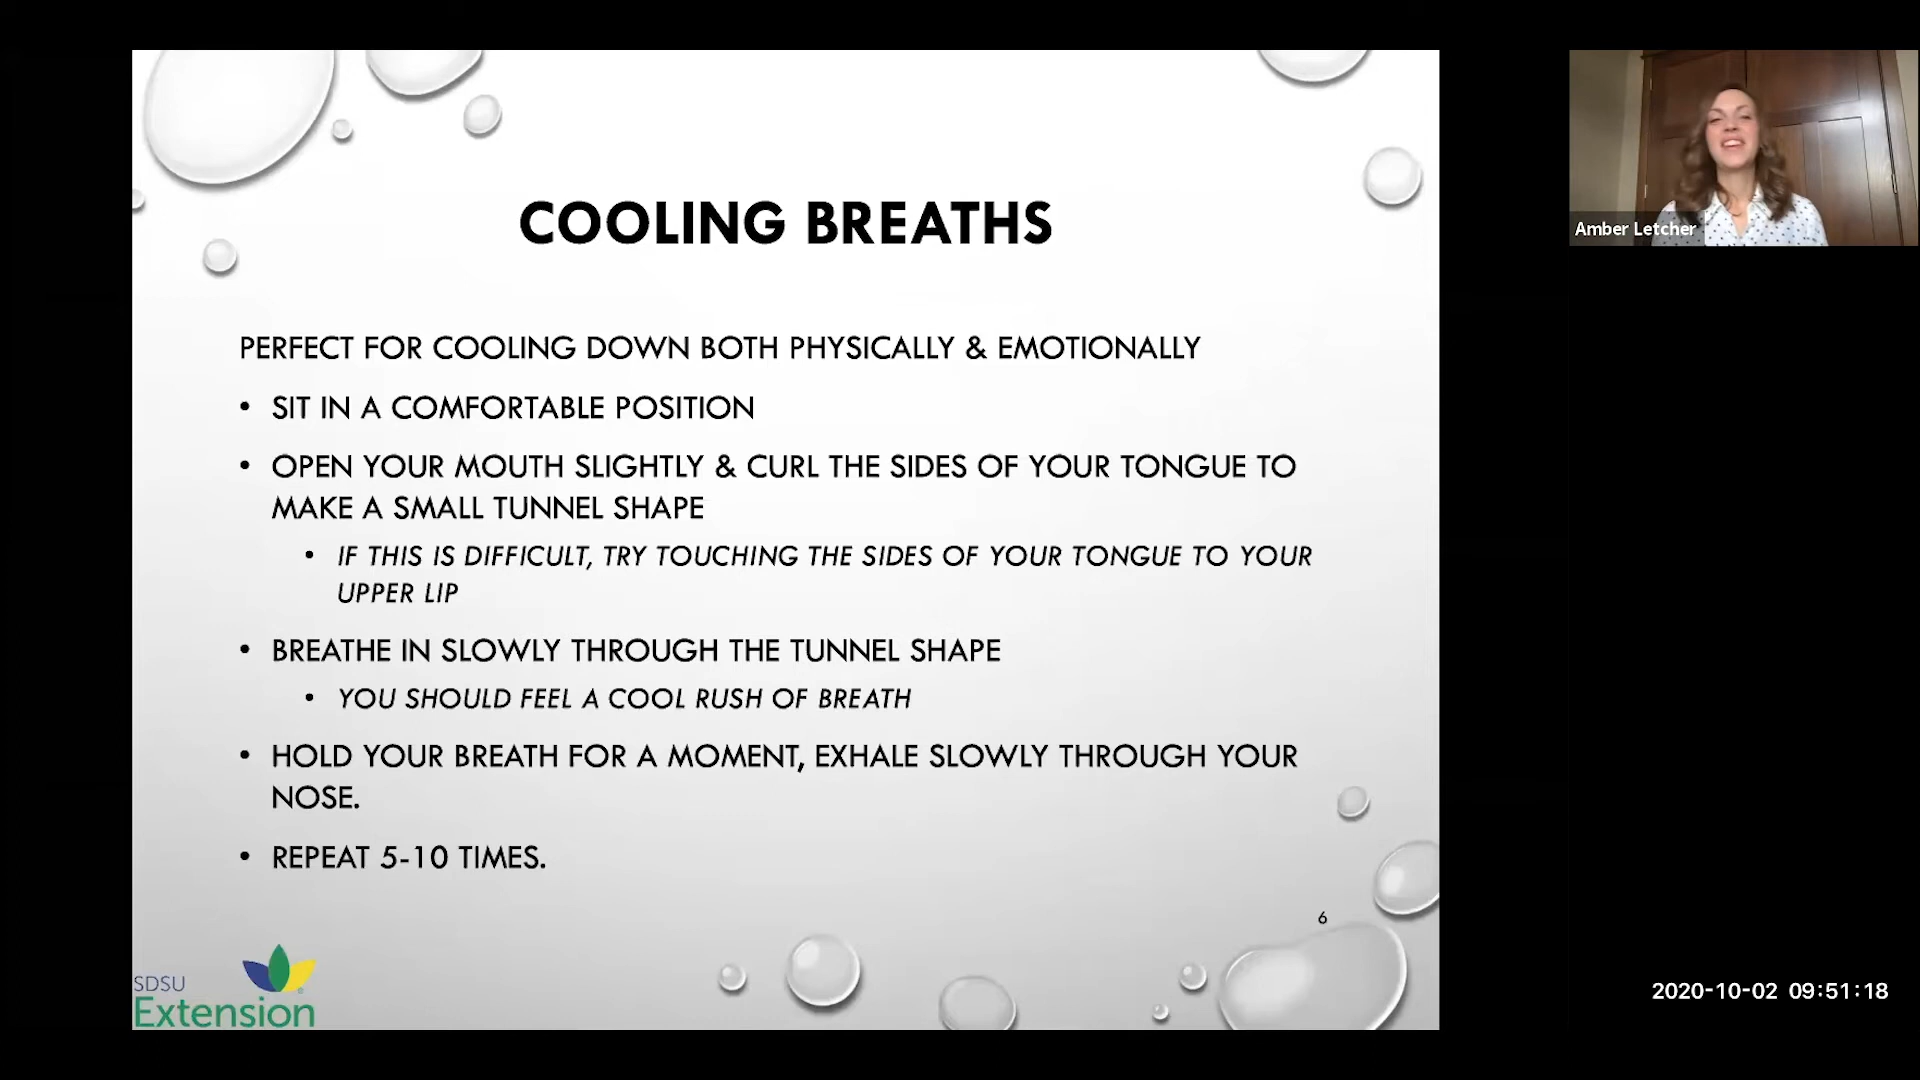 COOLING BREATHS
PERFECT FOR COOLING DOWN BOTH PHYSICALLY & EMOTIONALLY
• SIT IN A COMFORTABLE POSITION
• OPEN YOUR MOUTH SLIGHTLY & CURL THE SIDES OF YOUR TONGUE TO
MAKE A SMALL TUNNEL SHAPE
• IF THIS IS DIFFICULT, TRY TOUCHING THE SIDES OF YOUR TONGUE TO YOUR
UPPER LIP
• BREATHE IN SLOWLY THROUGH THE TUNNEL SHAPE
• YOU SHOULD FEEL A COOL RUSH OF BREATH
• HOLD YOUR BREATH FOR A MOMENT, EXHALE SLOWLY THROUGH YOUR
NOSE.
• REPEAT 5-10 TIMES.
6
SDSU
Extension
Amber Letcher
2020-10-02 09:51:18